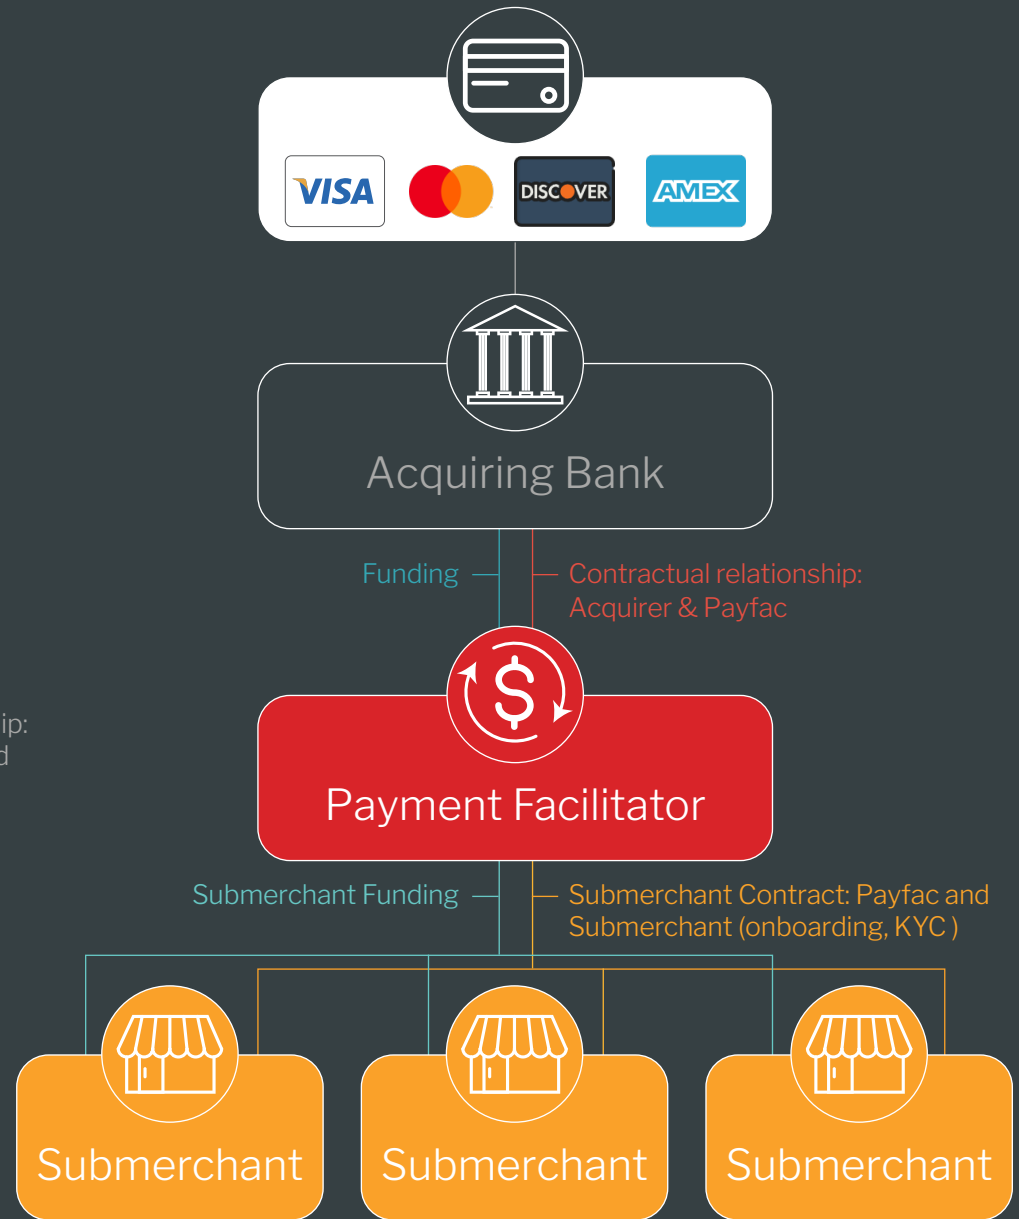 VISA
DISCOVER
AMEX
Acquiring Bank
Funding
Contractual relationship:
Acquirer & Payfac
ip:
d
Payment Facilitator
Submerchant Funding
Submerchant Contract: Payfac and
Submerchant (onboarding, KYC )
Submerchant
Submerchant
Submerchant